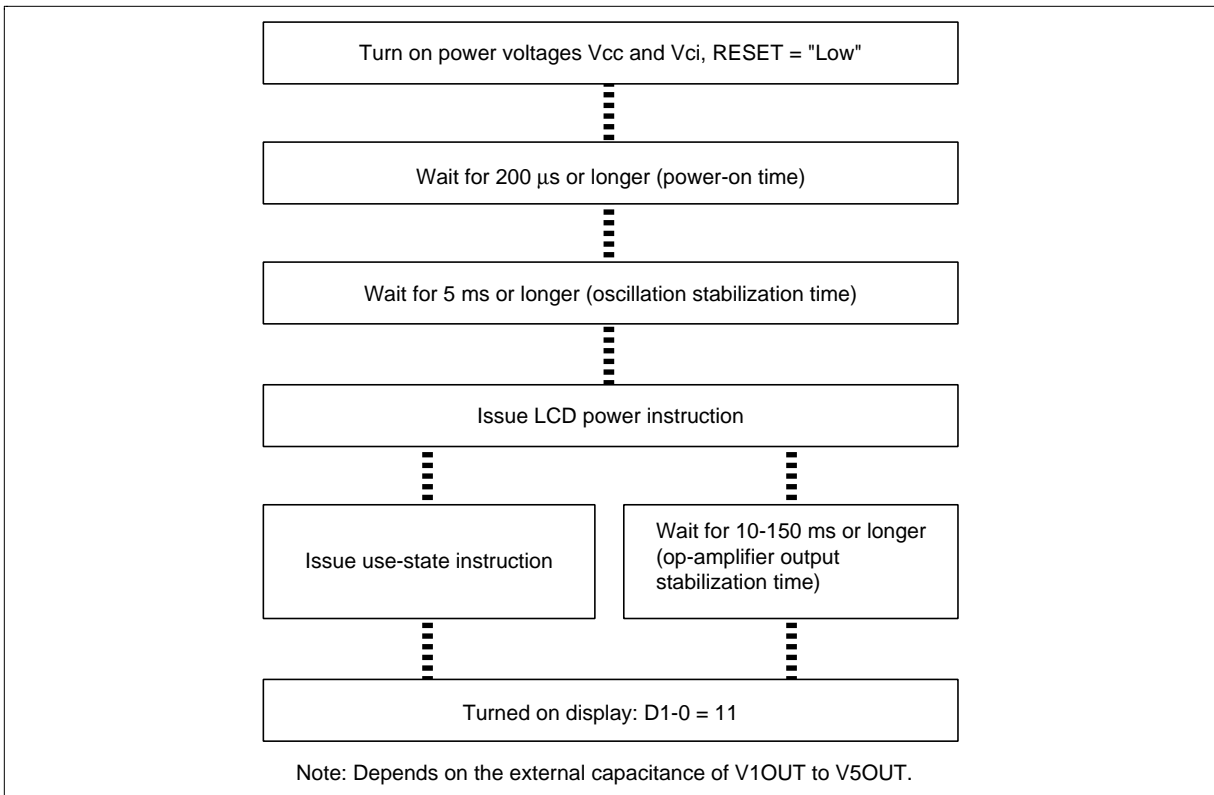 Turn on power voltages Vcc and Vci, RESET = "Low"
Wait for 200 μs or longer (power-on time)
Wait for 5 ms or longer (oscillation stabilization time)
Issue LCD power instruction
Issue use-state instruction
Wait for 10-150 ms or longer
(op-amplifier output
stabilization time)
Turned on display: D1-0 = 11
Note: Depends on the external capacitance of V1OUT to V5OUT.